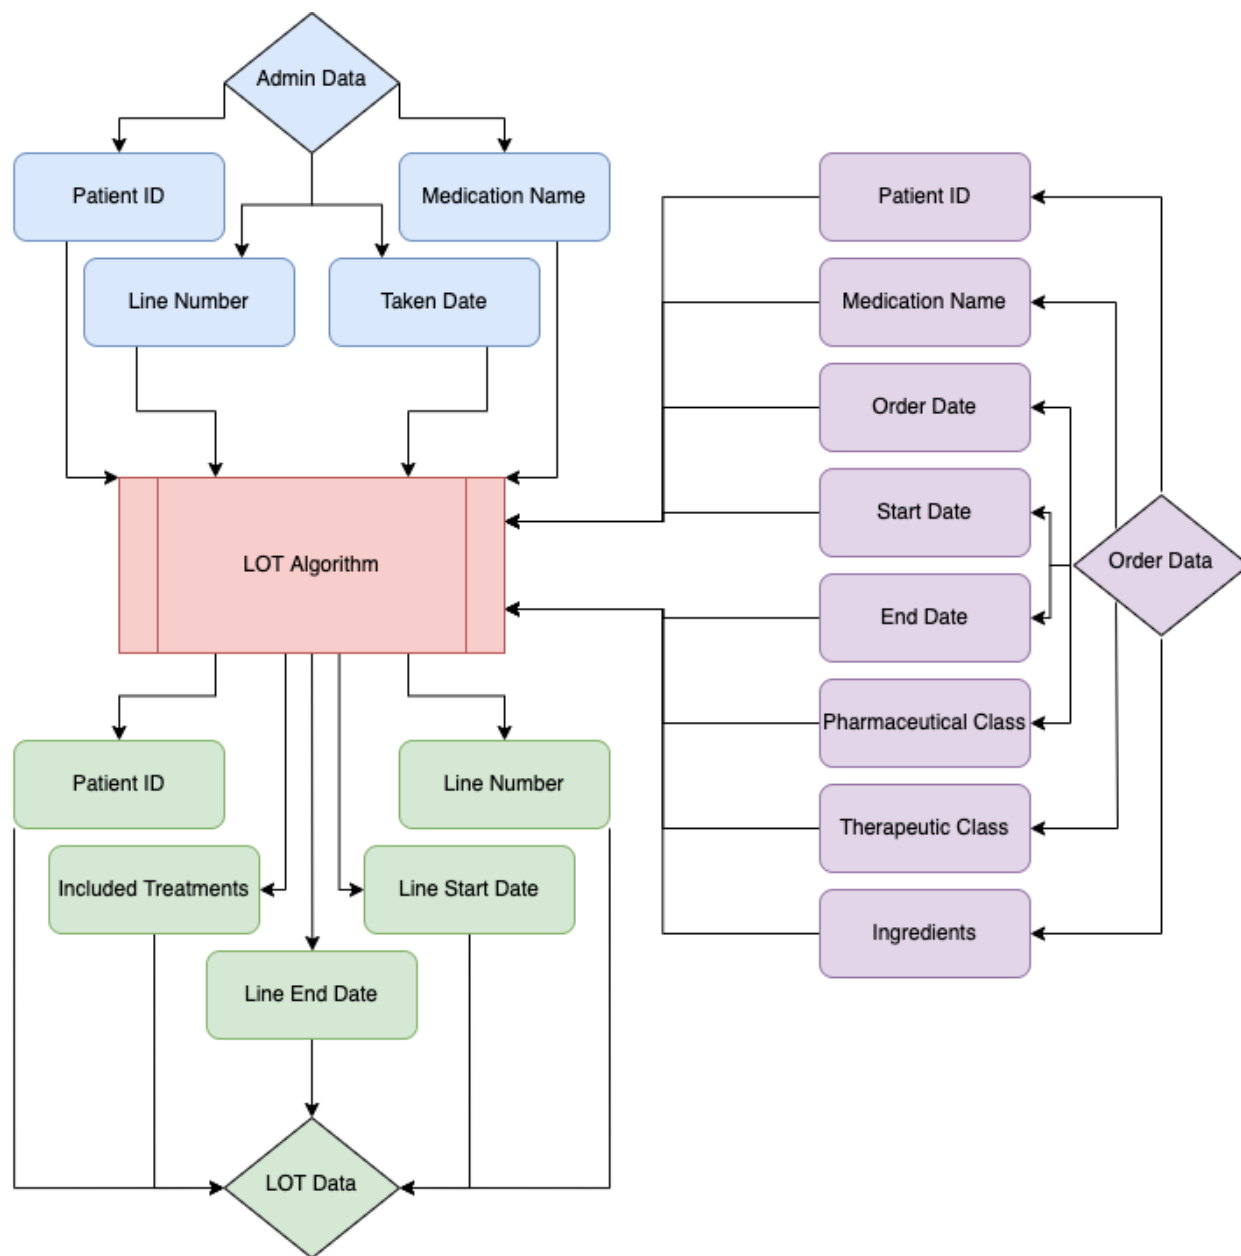 Admin Data
Patient ID
Medication Name
Line Number
Taken Date
LOT Algorithm
Patient ID
Line Number
Included Treatments
Line Start Date
Line End Date
LOT Data
Patient ID
Medication Name
Order Date
Start Date
End Date
Pharmaceutical Class
Therapeutic Class
Ingredients
Order Data